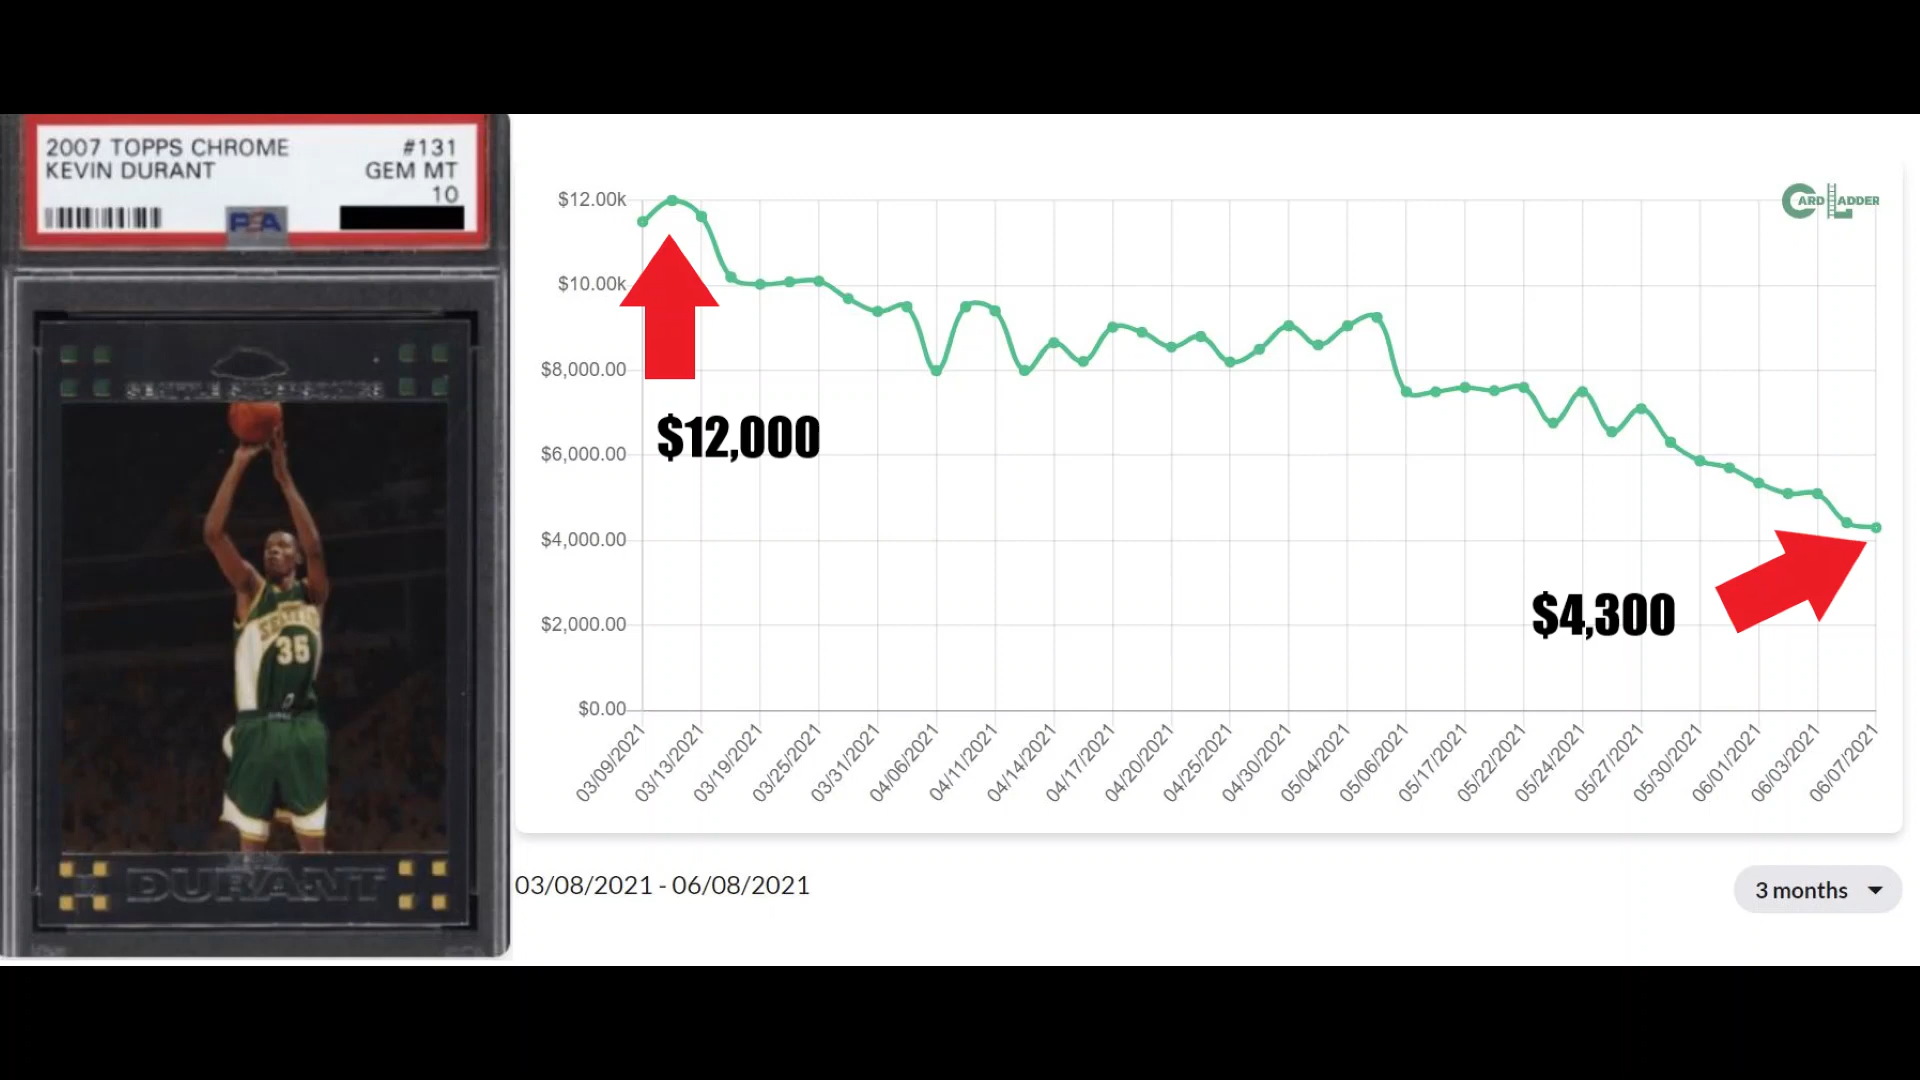 2007 TOPPS CHROME #131
KEVIN DURANT GEM MT
10
PSA
SEATTLE SUPERSONICS
SEATTLE
35
DURANT
CARD LADDER
$12.00k
$10.00k
$8,000.00
$6,000.00
$4,000.00
$2,000.00
$0.00
$12,000
$4,300
03/09/2021
03/13/2021
03/19/2021
03/25/2021
03/31/2021
04/06/2021
04/11/2021
04/14/2021
04/17/2021
04/20/2021
04/25/2021
04/30/2021
05/04/2021
05/06/2021
05/17/2021
05/22/2021
05/24/2021
05/27/2021
05/30/2021
06/01/2021
06/03/2021
06/07/2021
03/08/2021 - 06/08/2021
3 months